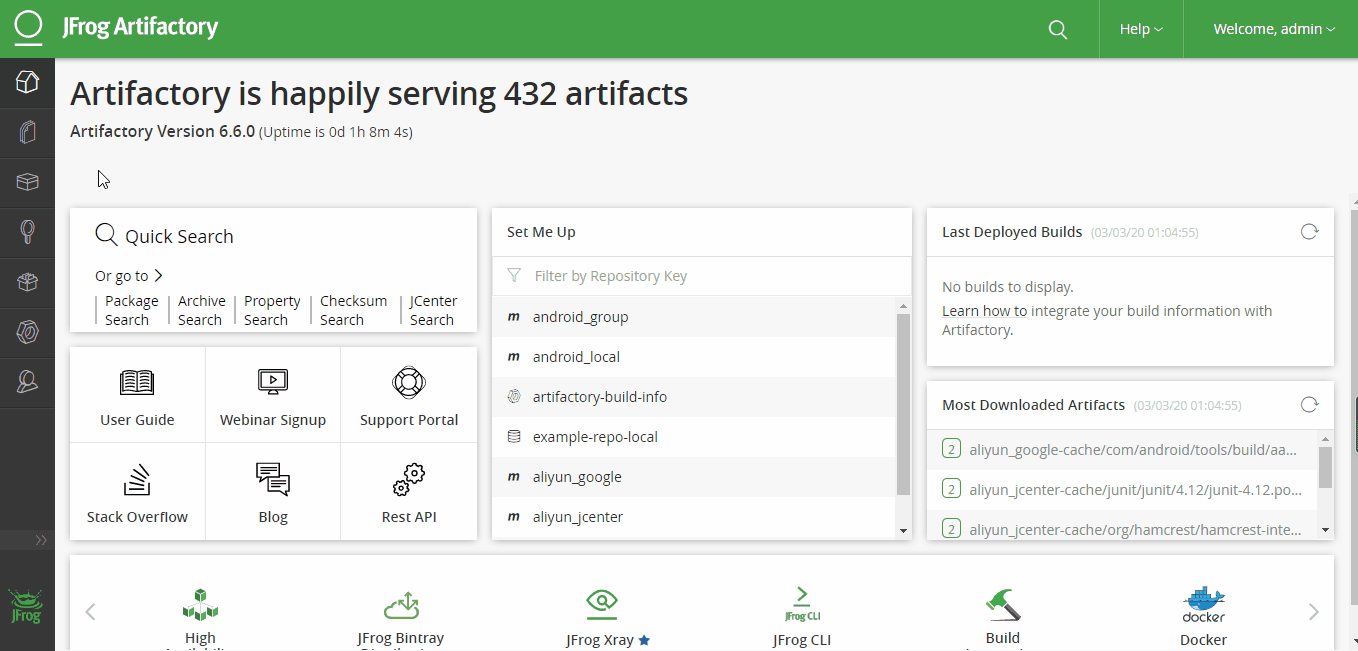 JFrog Artifactory
Help
Welcome, admin
Artifactory is happily serving 432 artifacts
Artifactory Version 6.6.0 (Uptime is 0d 1h 8m 4s)
Quick Search
Or go to
Package Search
Archive Search
Property Search
Checksum Search
JCenter Search
User Guide
Webinar Signup
Support Portal
Stack Overflow
Blog
Rest API
Set Me Up
Filter by Repository Key
m android_group
m android_local
artifactory-build-info
example-repo-local
m aliyun_google
m aliyun_jcenter
Last Deployed Builds (03/03/20 01:04:55)
No builds to display.
Learn how to integrate your build information with
Artifactory.
Most Downloaded Artifacts (03/03/20 01:04:55)
2 aliyun_google-cache/com/android/tools/build/aa...
2 aliyun_jcenter-cache/junit/junit/4.12/junit-4.12.po...
2 aliyun_jcenter-cache/org/hamcrest/hamcrest-inte...
JFrog
High
JFrog Bintray
JFrog Xray
JFrog CLI
JFrog CLI
Build
docker
Docker